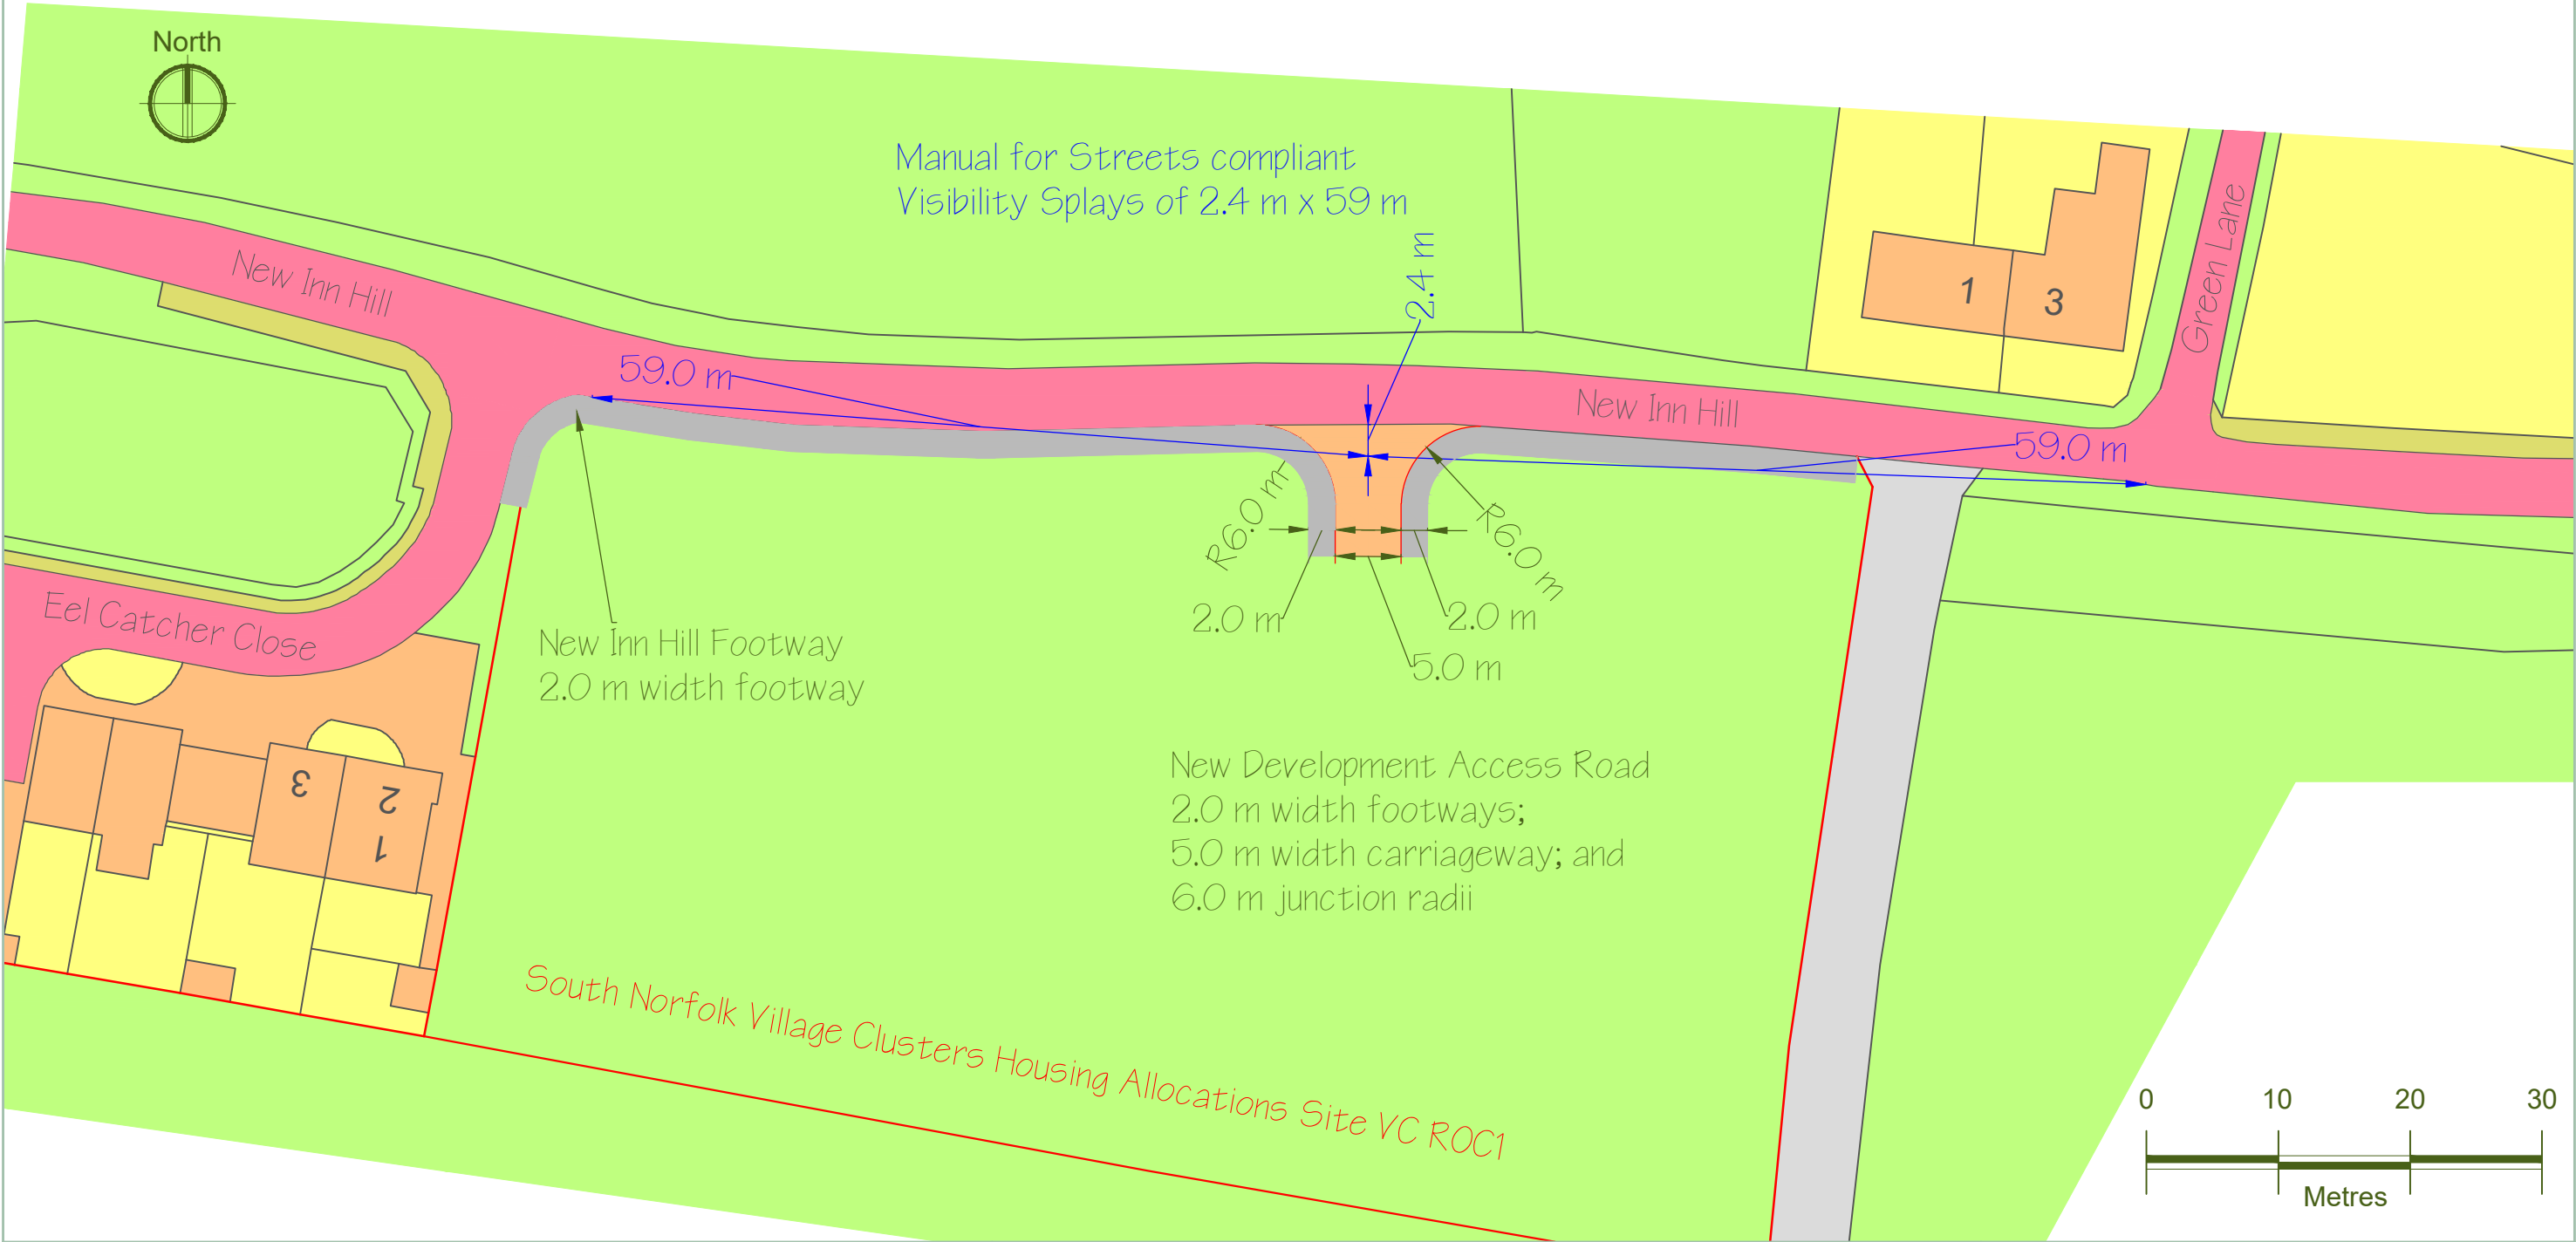 North
Manual for Streets compliant
Visibility Splays of 2.4 m x 59 m
2.4 m
New Inn Hill
59.0 m
New Inn Hill
1
3
Green Lane
59.0 m
R6.0 m
R6.0 m
2.0 m
2.0 m
5.0 m
Eel Catcher Close
New Inn Hill Footway
2.0 m width footway
3
2
1
New Development Access Road
2.0 m width footways;
5.0 m width carriageway; and
6.0 m junction radii
South Norfolk Village Clusters Housing Allocations Site VC ROC1
0 10 20 30
Metres